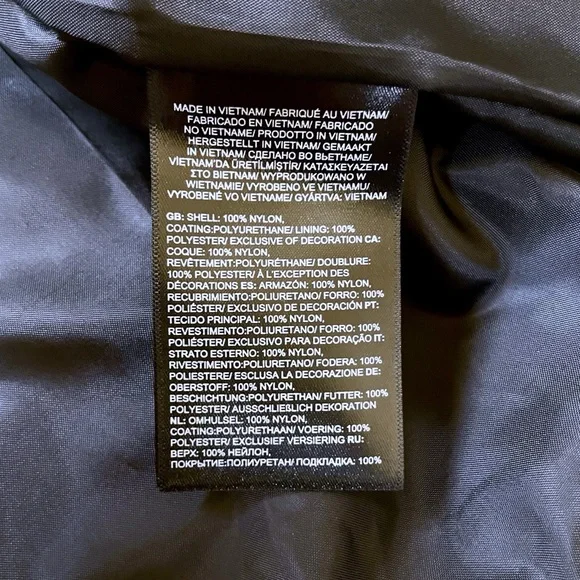 MADE IN VIETNAM/ FABRIQUÉ AU VIETNAM/
FABRICADO EN VIETNAM/ FABRICADO
NO VIETNAME/ PRODOTTO IN VIETNAM/
HERGESTELLT IN VIETNAM/ GEMAAKT
IN VIETNAM/ СДЕЛАНО ВО ВЬЕТНАМЕ/
VİETNAM'DA ÜRETİLMİŞTİR/ ΚΑΤΑΣΚΕΥΑΖΕΤΑΙ
ΣΤΟ ΒΙΕΤΝΑΜ/ WYPRODUKOWANO W
WIETNAMIE/ VYROBENO VE VIETNAMU/
VYROBENÉ VO VIETNAME/ GYÁRTVA: VIETNAM
GB: SHELL: 100% NYLON,
COATING:POLYURETHANE/ LINING: 100%
POLYESTER/ EXCLUSIVE OF DECORATION CA:
COQUE: 100% NYLON,
REVÊTEMENT:POLYURÉTHANE/ DOUBLURE:
100% POLYESTER/ À L'EXCEPTION DES
DÉCORATIONS ES: ARMAZÓN: 100% NYLON,
RECUBRIMIENTO:POLIURETANO/ FORRO: 100%
POLIÉSTER/ EXCLUSIVO DE DECORACIÓN PT:
TECIDO PRINCIPAL: 100% NYLON,
REVESTIMENTO:POLIURETANO/ FORRO: 100%
POLIÉSTER/ EXCLUSIVO PARA DECORAÇÃO IT:
STRATO ESTERNO: 100% NYLON,
RIVESTIMENTO:POLIURETANO/ FODERA: 100%
POLIESTERE/ ESCLUSA LA DECORAZIONE DE:
OBERSTOFF: 100% NYLON,
BESCHICHTUNG:POLYURETHAN/ FUTTER: 100%
POLYESTER/ AUSSCHLIEßLICH DEKORATION
NL: OMHULSEL: 100% NYLON,
COATING:POLYURETHAAN/ VOERING: 100%
POLYESTER/ EXCLUSIEF VERSIERING RU:
ВЕРХ: 100% НЕЙЛОН,
ПОКРЫТИЕ:ПОЛИУРЕТАН/ ПОДКЛАДКА: 100%